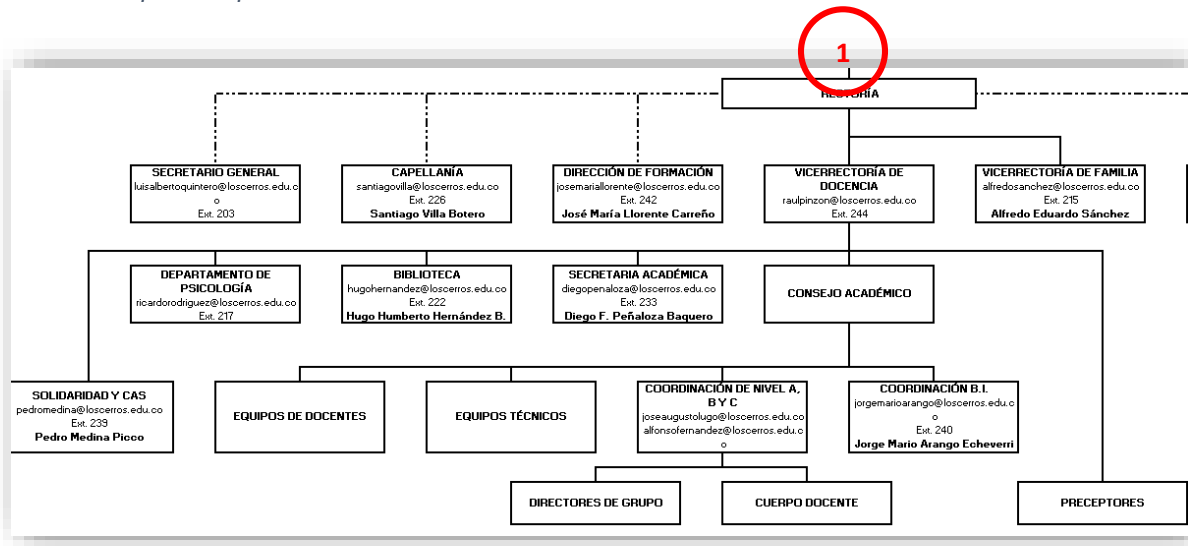 1
RECTORÍA
SECRETARIO GENERAL
luisalbertoquintero@loscerros.edu.c
o
Ext. 203
CAPELLANÍA
santiagovilla@loscerros.edu.co
Ext. 226
Santiago Villa Botero
DIRECCIÓN DE FORMACIÓN
josemariallorente@loscerros.edu.co
Ext. 242
José María Llorente Carreño
VICERRECTORÍA DE
DOCENCIA
raulpinzon@loscerros.edu.co
Ext. 244
VICERRECTORÍA DE FAMILIA
alfredosanchez@loscerros.edu.co
Ext. 215
Alfredo Eduardo Sánchez
DEPARTAMENTO DE
PSICOLOGÍA
ricardorodriguez@loscerros.edu.co
Ext. 217
BIBLIOTECA
hugohernandez@loscerros.edu.co
Ext. 222
Hugo Humberto Hernández B.
SECRETARIA ACADÉMICA
diegopenaloza@loscerros.edu.co
Ext. 233
Diego F. Peñaloza Baquero
CONSEJO ACADÉMICO
SOLIDARIDAD Y CAS
pedromedina@loscerros.edu.co
Ext. 239
Pedro Medina Picco
EQUIPOS DE DOCENTES
EQUIPOS TÉCNICOS
COORDINACIÓN DE NIVEL A,
B Y C
joseaugustolugo@loscerros.edu.co
alfonsofernandez@loscerros.edu.c
o
COORDINACIÓN B.I.
jorgemarioarango@loscerros.edu.c
o
Ext. 240
Jorge Mario Arango Echeverri
DIRECTORES DE GRUPO
CUERPO DOCENTE
PRECEPTORES